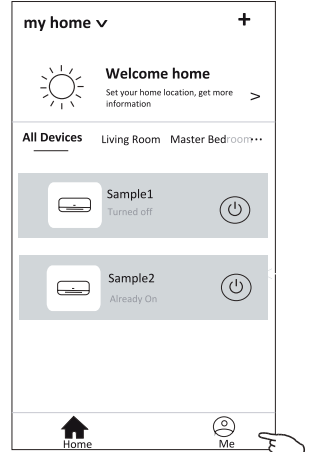 my home
+
Welcome home
Set your home location, get more
information
>
All Devices Living Room Master Bedroom···
Sample1
Turned off
Sample2
Already On
Home Me